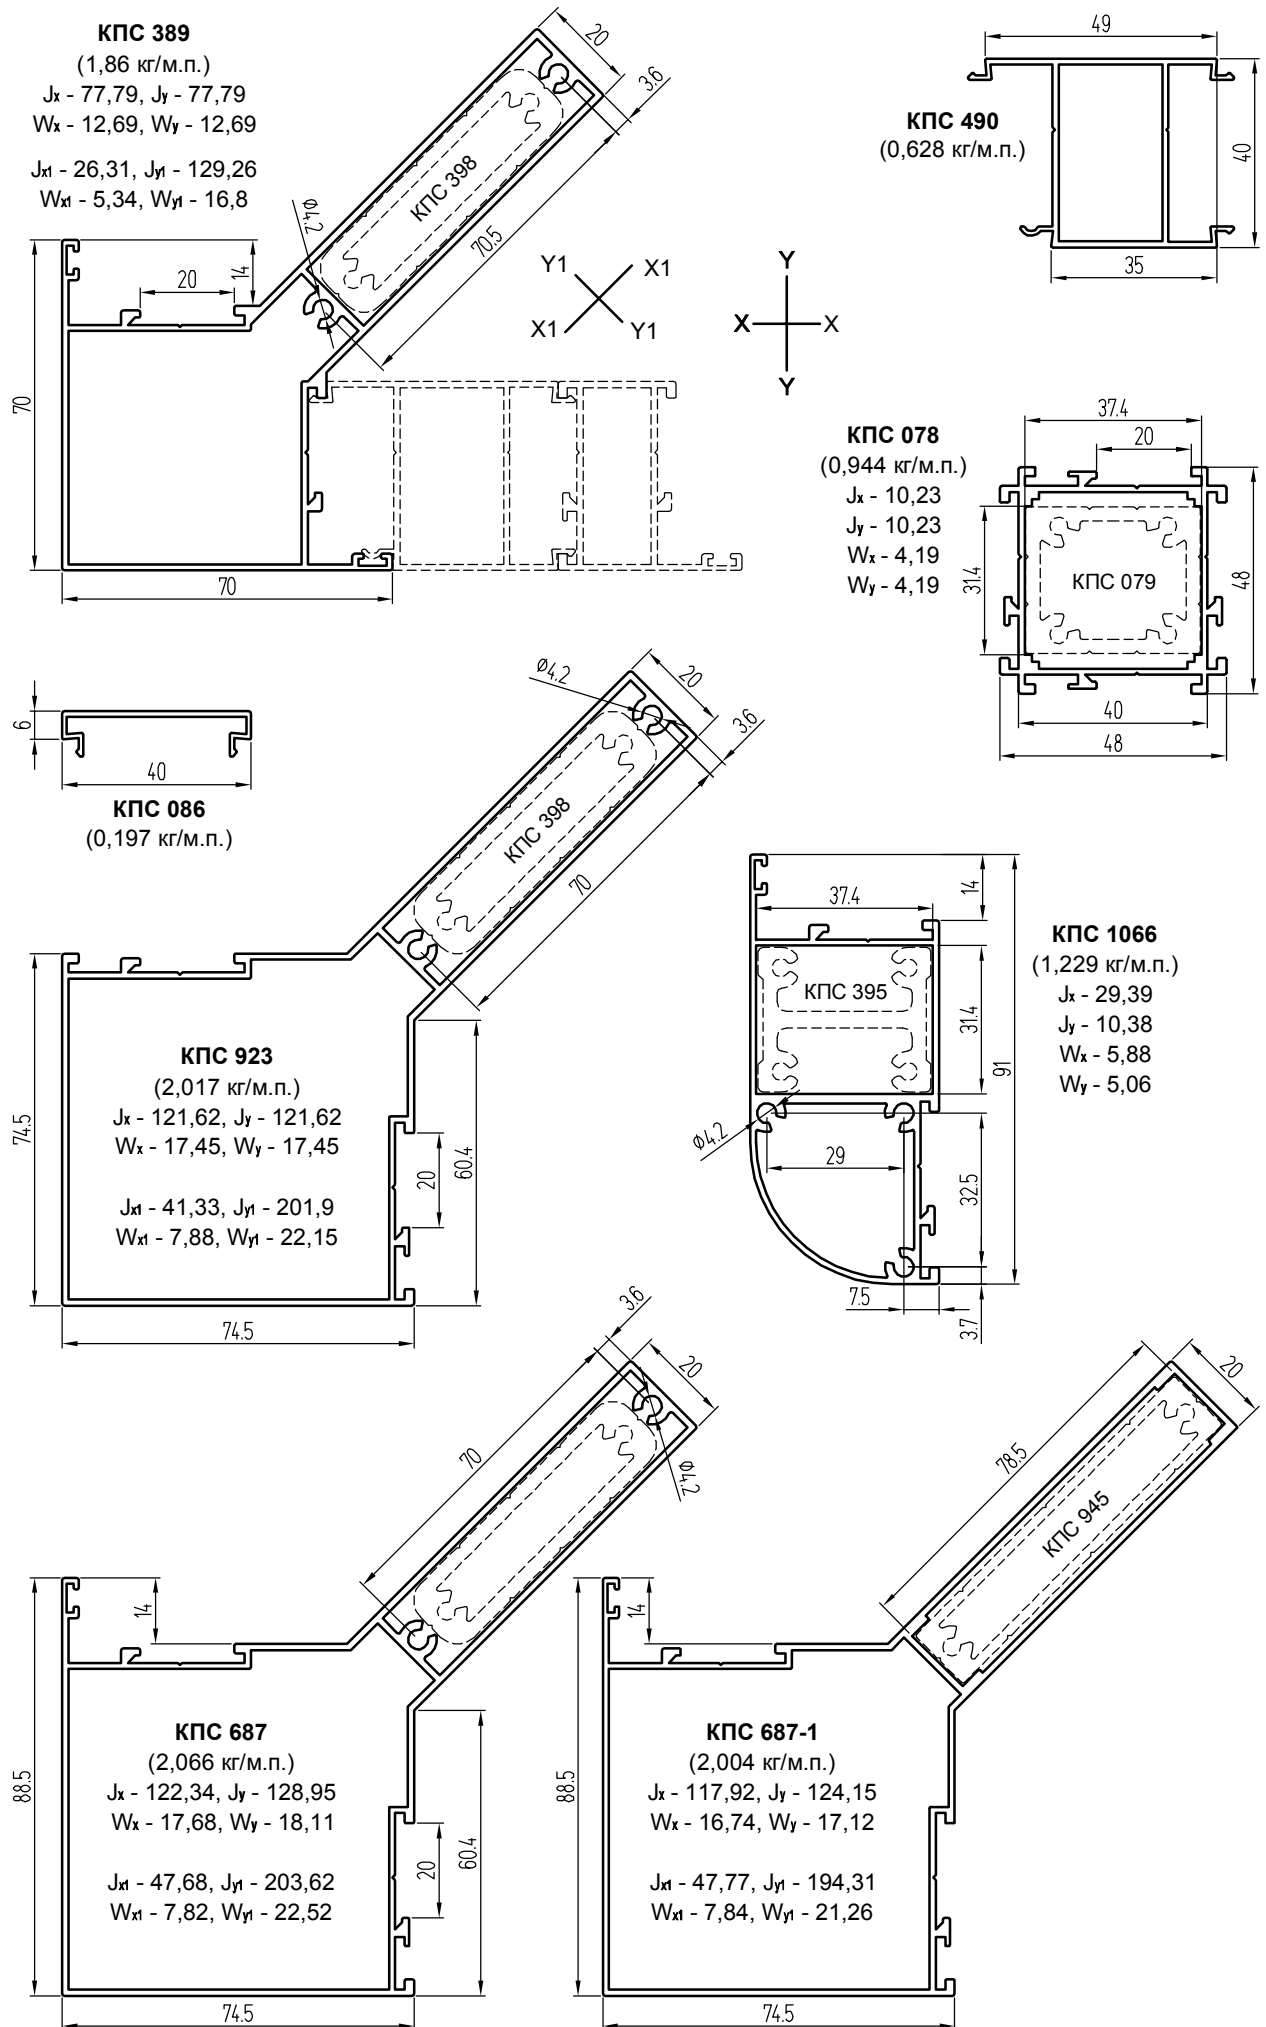 КПС 389
(1,86 кг/м.п.)
Jx - 77,79, Jy - 77,79
Wx - 12,69, Wy - 12,69
Jx1 - 26,31, Jy1 - 129,26
Wx1 - 5,34, Wy1 - 16,8
20
3.6
КПС 398
ø4.2
70.5
14
20
70
70
Y1
X1
X1
Y1
Y
X
X
Y
49
КПС 490
(0,628 кг/м.п.)
40
35
КПС 078
(0,944 кг/м.п.)
Jx - 10,23
Jy - 10,23
Wx - 4,19
Wy - 4,19
37.4
20
31.4
КПС 079
48
40
48
6
40
КПС 086
(0,197 кг/м.п.)
ø4.2
20
3.6
КПС 398
70
74.5
КПС 923
(2,017 кг/м.п.)
Jx - 121,62, Jy - 121,62
Wx - 17,45, Wy - 17,45
Jx1 - 41,33, Jy1 - 201,9
Wx1 - 7,88, Wy1 - 22,15
20
60.4
74.5
14
37.4
КПС 395
31.4
91
ø4.2
29
32.5
7.5
3.7
КПС 1066
(1,229 кг/м.п.)
Jx - 29,39
Jy - 10,38
Wx - 5,88
Wy - 5,06
3.6
20
70
ø4.2
14
88.5
КПС 687
(2,066 кг/м.п.)
Jx - 122,34, Jy - 128,95
Wx - 17,68, Wy - 18,11
Jx1 - 47,68, Jy1 - 203,62
Wx1 - 7,82, Wy1 - 22,52
20
60.4
74.5
20
78.5
КПС 945
14
88.5
КПС 687-1
(2,004 кг/м.п.)
Jx - 117,92, Jy - 124,15
Wx - 16,74, Wy - 17,12
Jx1 - 47,77, Jy1 - 194,31
Wx1 - 7,84, Wy1 - 21,26
74.5